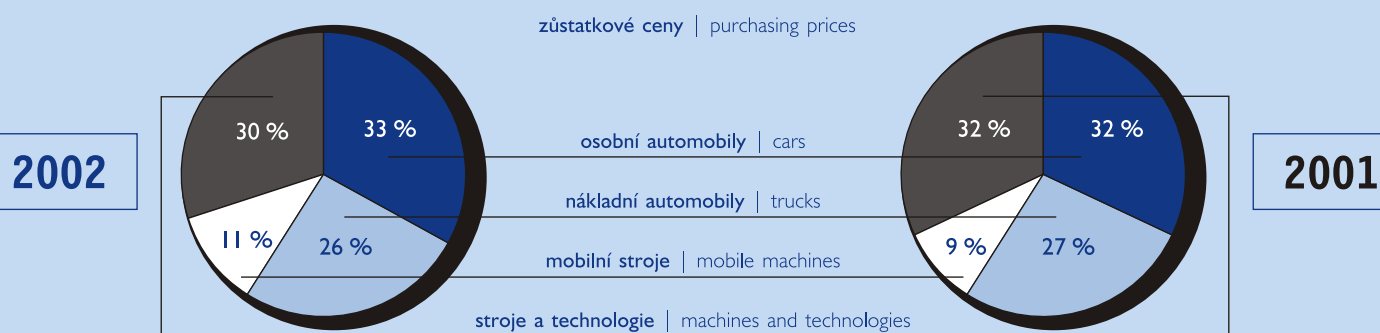 zůstatkové ceny | purchasing prices
30 % 33 % 32 % 32 %
osobní automobily | cars
2002 2001
nákladní automobily | trucks
11 % 26 % 9 % 27 %
mobilní stroje | mobile machines
stroje a technologie | machines and technologies